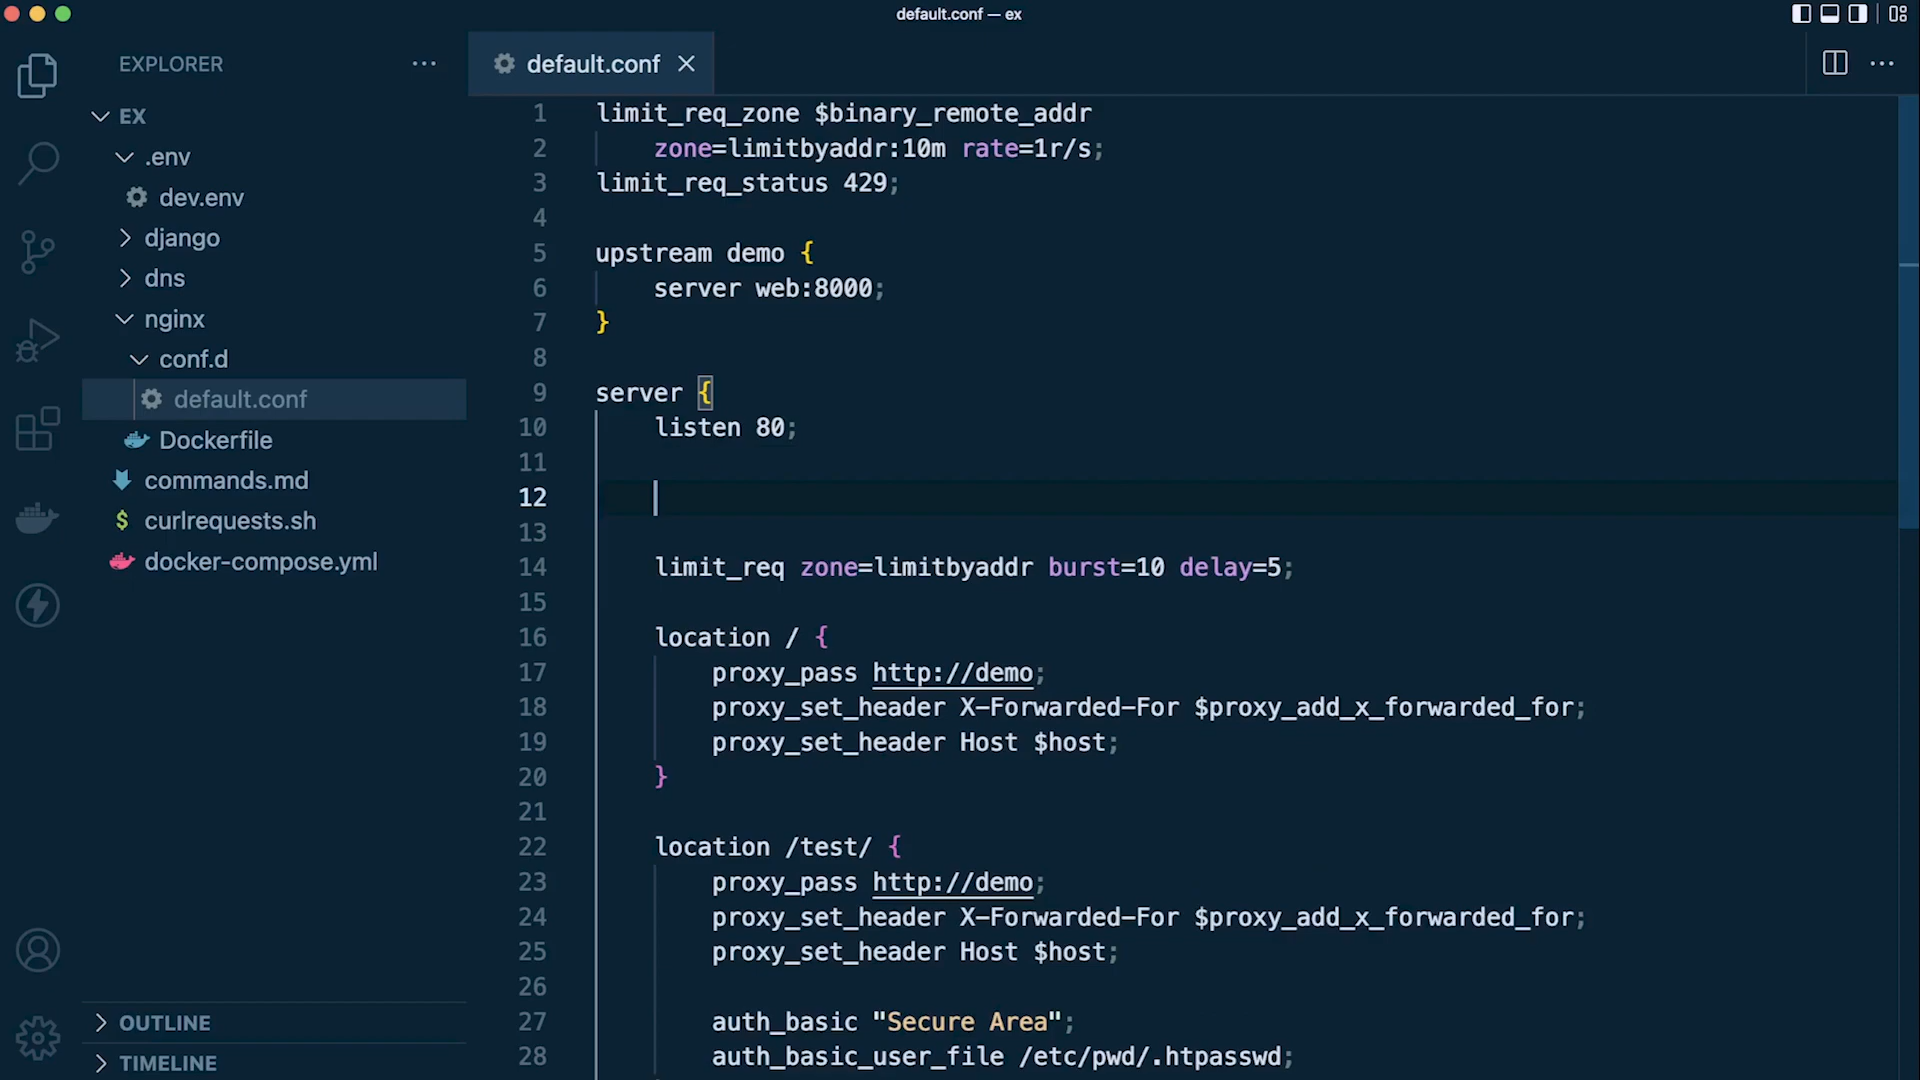 default.conf — ex
EXPLORER
EX
.env
dev.env
django
dns
nginx
conf.d
default.conf
Dockerfile
commands.md
curlrequests.sh
docker-compose.yml
OUTLINE
TIMELINE
default.conf
1 limit_req_zone $binary_remote_addr
2 zone=limitbyaddr:10m rate=1r/s;
3 limit_req_status 429;
4
5 upstream demo {
6 server web:8000;
7 }
8
9 server {
10 listen 80;
11
12
13
14 limit_req zone=limitbyaddr burst=10 delay=5;
15
16 location / {
17 proxy_pass http://demo;
18 proxy_set_header X-Forwarded-For $proxy_add_x_forwarded_for;
19 proxy_set_header Host $host;
20 }
21
22 location /test/ {
23 proxy_pass http://demo;
24 proxy_set_header X-Forwarded-For $proxy_add_x_forwarded_for;
25 proxy_set_header Host $host;
26
27 auth_basic "Secure Area";
28 auth_basic_user_file /etc/pwd/.htpasswd;